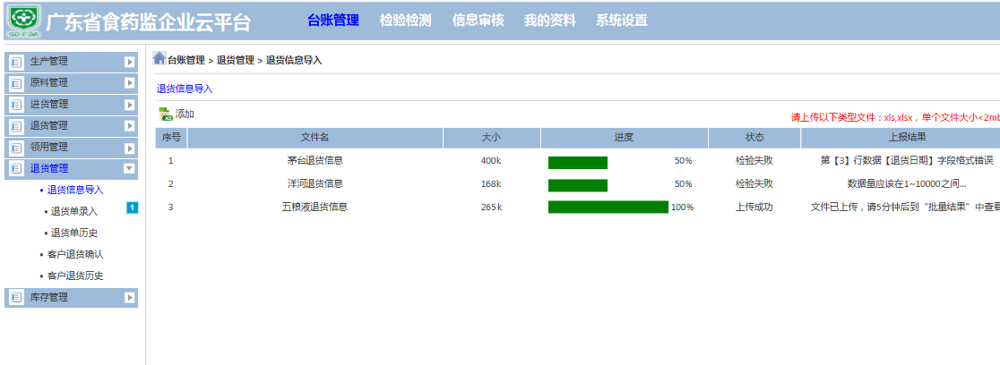 广东省食药监企业云平台
台账管理 检验检测 信息审核 我的资料 系统设置
生产管理
原料管理
进货管理
退货管理
领用管理
退货管理
• 退货信息导入
• 退货单录入 1
• 退货单历史
• 客户退货确认
• 客户退货历史
库存管理
台账管理 > 退货管理 > 退货信息导入
退货信息导入
添加
请上传以下类型文件：xls,xlsx，单个文件大小<2mb
序号 文件名 大小 进度 状态 上报结果
1 茅台退货信息 400k 50% 检验失败 第【3】行数据【退货日期】字段格式错误
2 洋河退货信息 168k 50% 检验失败 数据量应该在1~10000之间...
3 五粮液退货信息 265k 100% 上传成功 文件已上传，请5分钟后到“批量结果”中查看